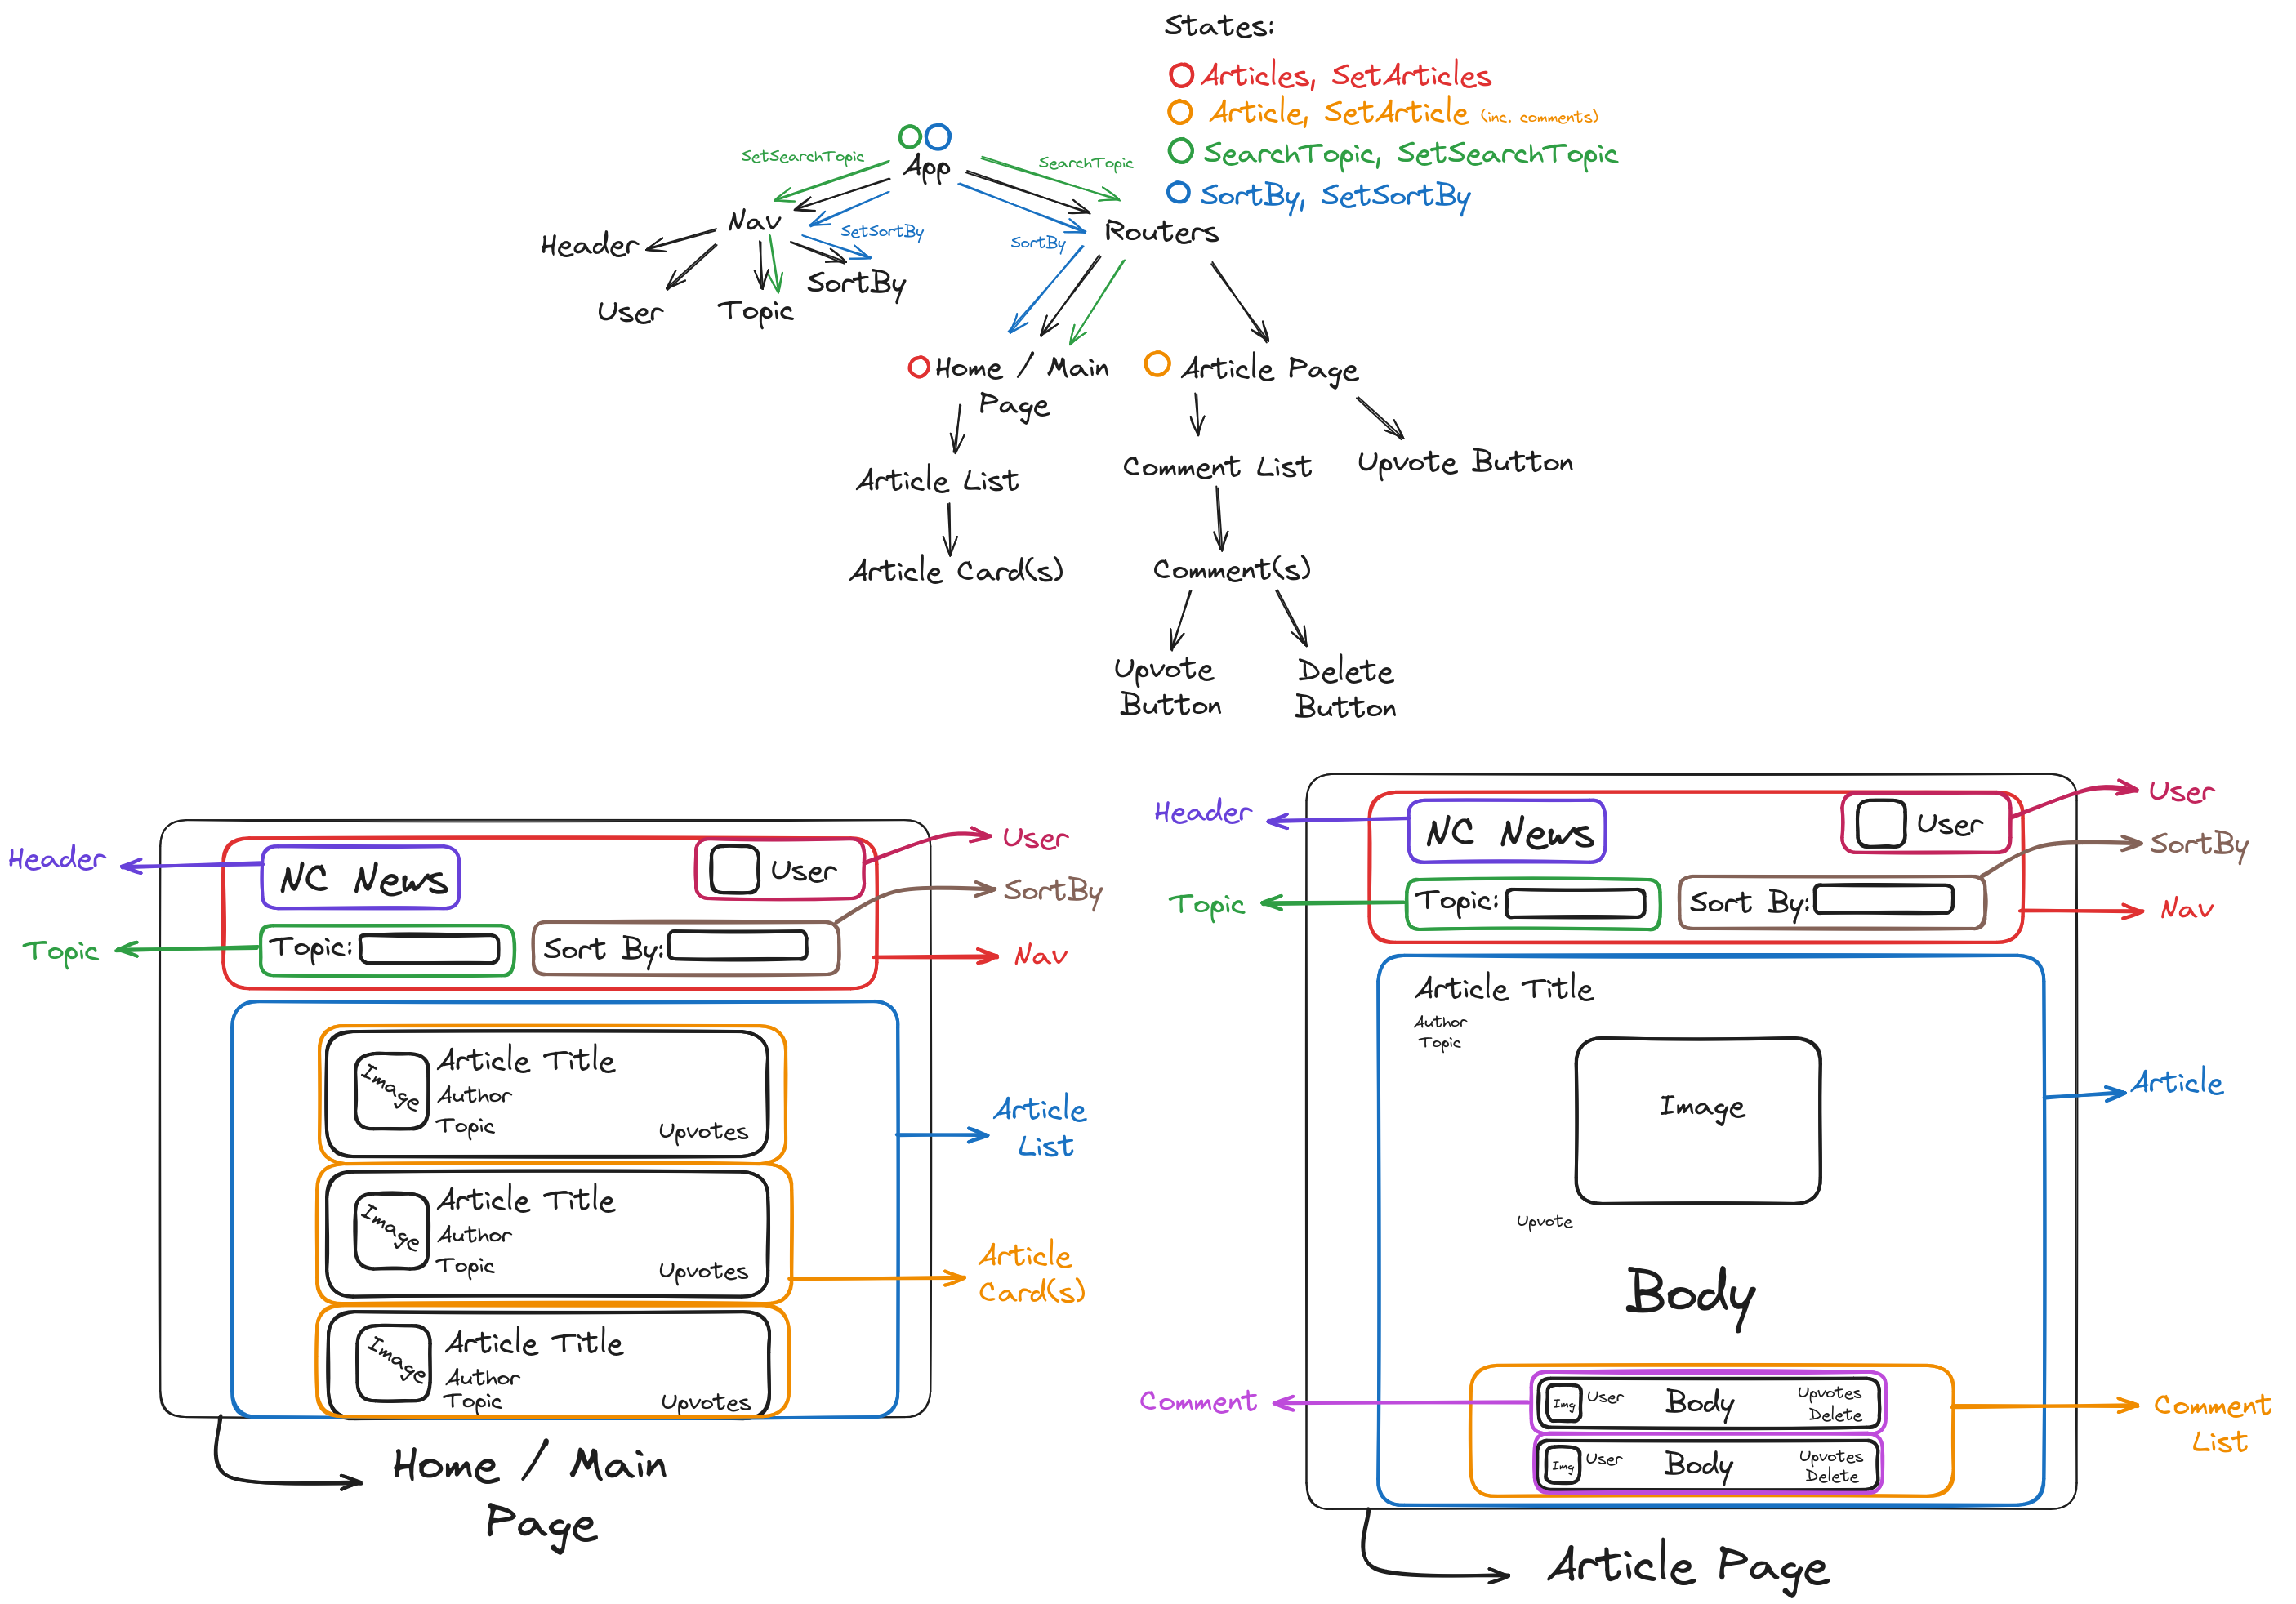 States:
Articles, SetArticles
Article, SetArticle (inc. comments)
SearchTopic, SetSearchTopic
SortBy, SetSortBy
SetSearchTopic
App
SearchTopic
Nav
SetSortBy
SortBy
Routers
Header
User
Topic
SortBy
Home / Main
Page
Article Page
Article List
Comment List
Upvote Button
Article Card(s)
Comment(s)
Upvote
Button
Delete
Button
Header
NC News
User
User
SortBy
Topic
Topic:
Sort By:
Nav
Image
Article Title
Author
Topic
Upvotes
Article
List
Image
Article Title
Author
Topic
Upvotes
Article
Card(s)
Image
Article Title
Author
Topic
Upvotes
Home / Main
Page
Header
NC News
User
User
SortBy
Topic
Topic:
Sort By:
Nav
Article Title
Author
Topic
Image
Article
Upvote
Body
Comment
Img
User
Body
Upvotes
Delete
Comment
List
Img
User
Body
Upvotes
Delete
Article Page